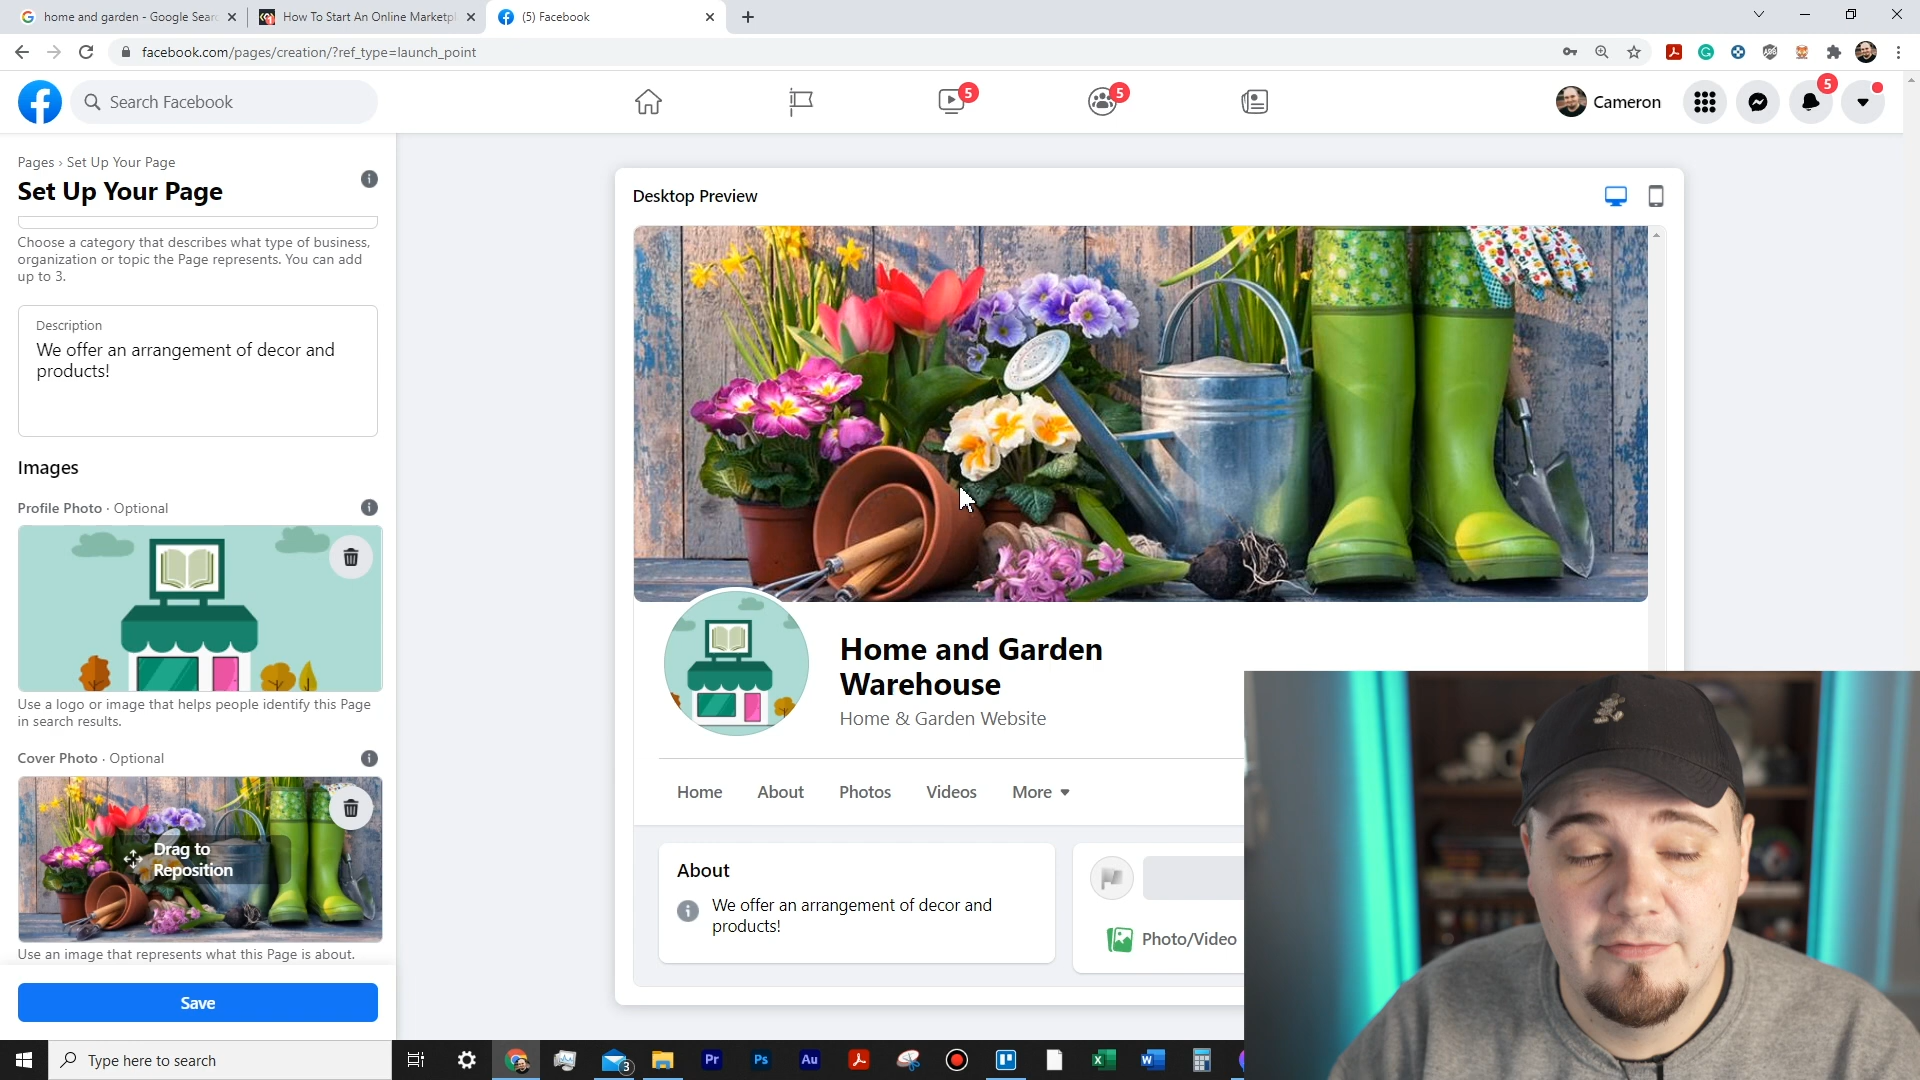 home and garden - Google Sear
How To Start An Online Marketpl
(5) Facebook
facebook.com/pages/creation/?ref_type=launch_point
Search Facebook
5
5
Cameron
5
Pages › Set Up Your Page
Set Up Your Page
Choose a category that describes what type of business,
organization or topic the Page represents. You can add
up to 3.
Description
We offer an arrangement of decor and
products!
Images
Profile Photo · Optional
Use a logo or image that helps people identify this Page
in search results.
Cover Photo · Optional
Drag to
Reposition
Use an image that represents what this Page is about.
Save
Desktop Preview
Home and Garden
Warehouse
Home & Garden Website
Home
About
Photos
Videos
More
About
We offer an arrangement of decor and
products!
Photo/Video
Type here to search
3
Pr
Ps
Au